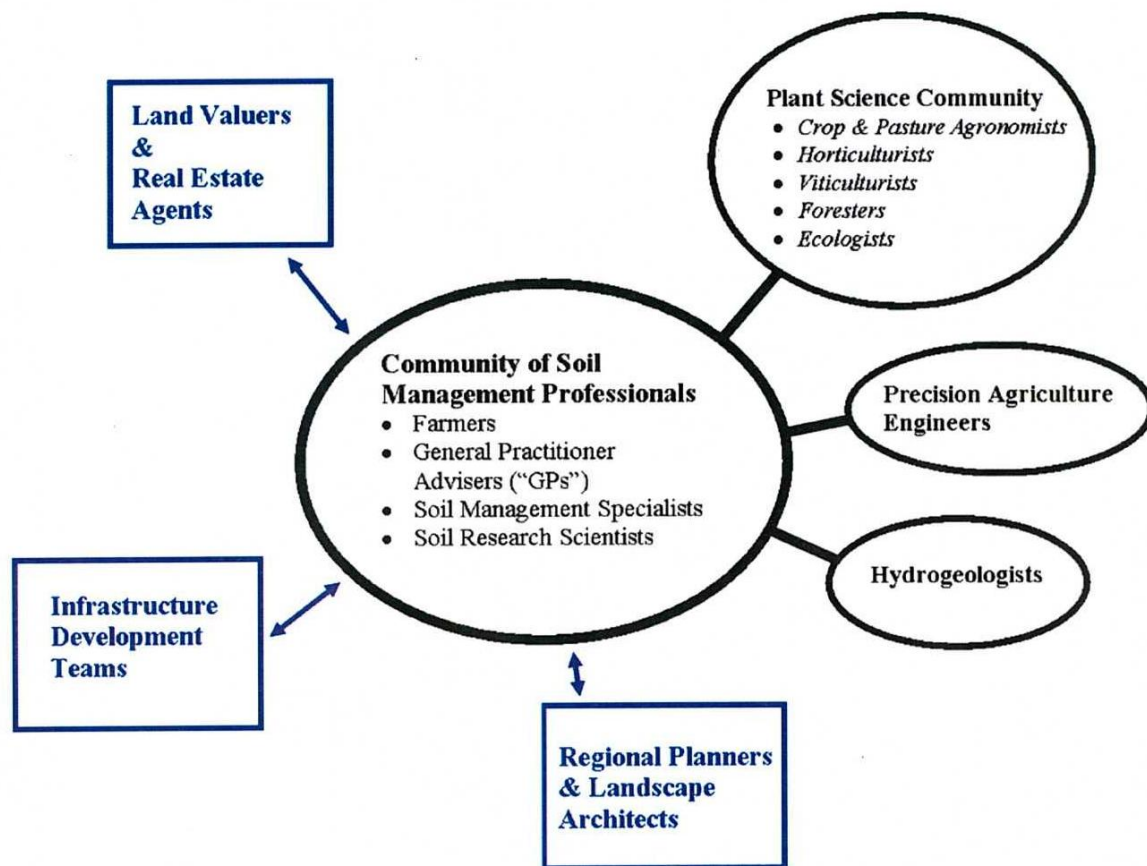 Land Valuers
&
Real Estate
Agents
Plant Science Community
• Crop & Pasture Agronomists
• Horticulturists
• Viticulturists
• Foresters
• Ecologists
Community of Soil
Management Professionals
• Farmers
• General Practitioner
Advisers (“GPs”)
• Soil Management Specialists
• Soil Research Scientists
Precision Agriculture
Engineers
Hydrogeologists
Infrastructure
Development
Teams
Regional Planners
& Landscape
Architects